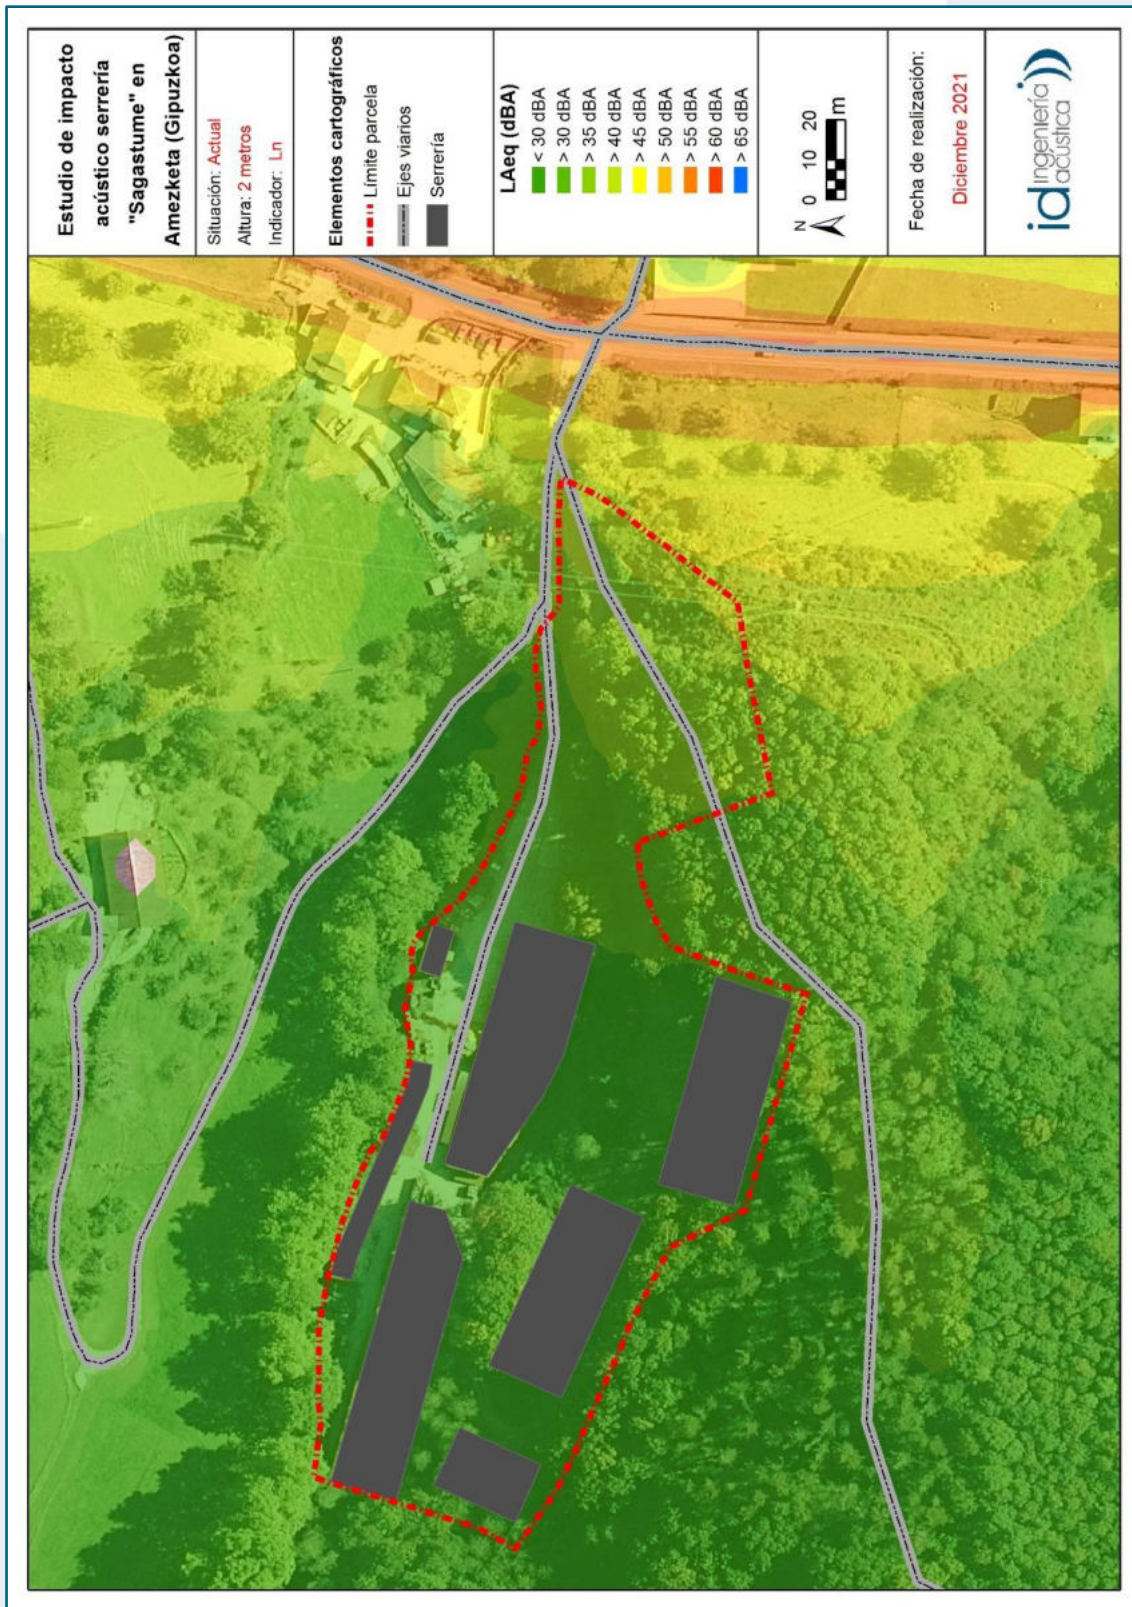 Estudio de impacto
acústico serrería
"Sagastume" en
Amezketa (Gipuzkoa)
Situación: Actual
Altura: 2 metros
Indicador: Ln
Elementos cartográficos
Límite parcela
Ejes viarios
Serrería
LAeq (dBA)
< 30 dBA
> 30 dBA
> 35 dBA
> 40 dBA
> 45 dBA
> 50 dBA
> 55 dBA
> 60 dBA
> 65 dBA
N
0 10 20
m
Fecha de realización:
Diciembre 2021
id Ingeniería
acústica